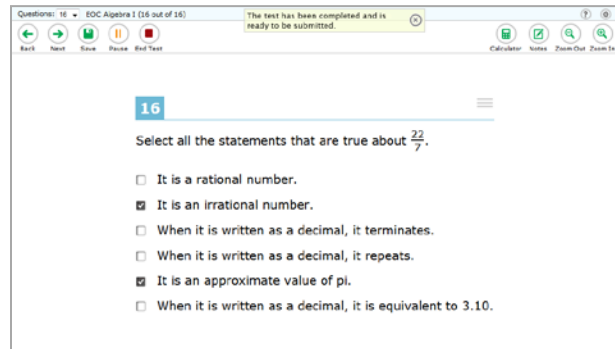 Questions: 16 EOC Algebra I (16 out of 16)
The test has been completed and is
ready to be submitted.
Back Next Save Pause End Test
Calculator Notes Zoom Out Zoom In
16
Select all the statements that are true about 22/7.
It is a rational number.
It is an irrational number.
When it is written as a decimal, it terminates.
When it is written as a decimal, it repeats.
It is an approximate value of pi.
When it is written as a decimal, it is equivalent to 3.10.